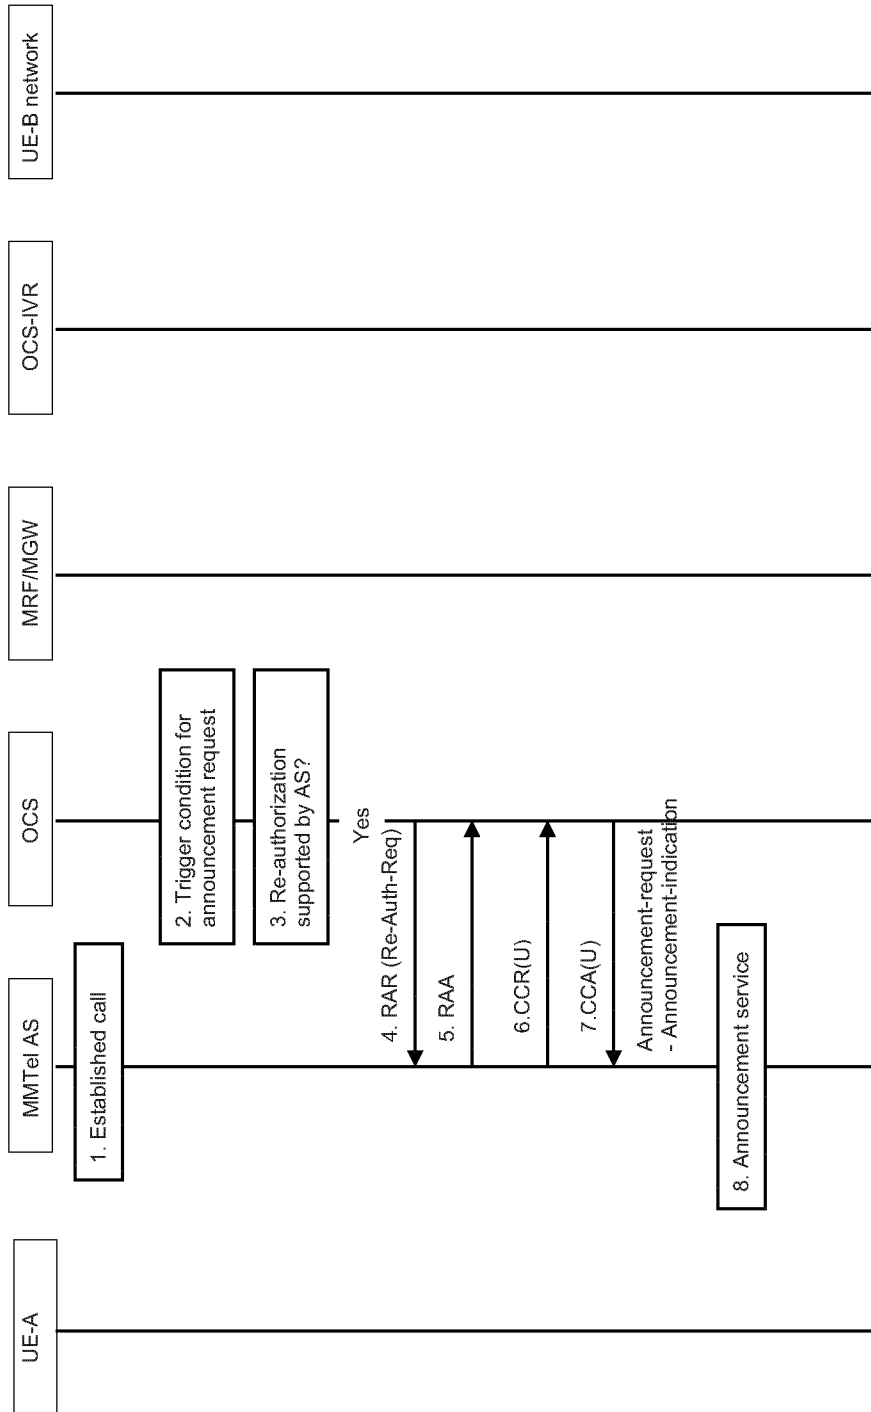 UE-A
MMTel AS
OCS
MRF/MGW
OCS-IVR
UE-B network
1. Established call
2. Trigger condition for
announcement request
3. Re-authorization
supported by AS?
Yes
4. RAR (Re-Auth-Req)
5. RAA
6.CCR(U)
7.CCA(U)
Announcement-request
- Announcement-indication
8. Announcement service